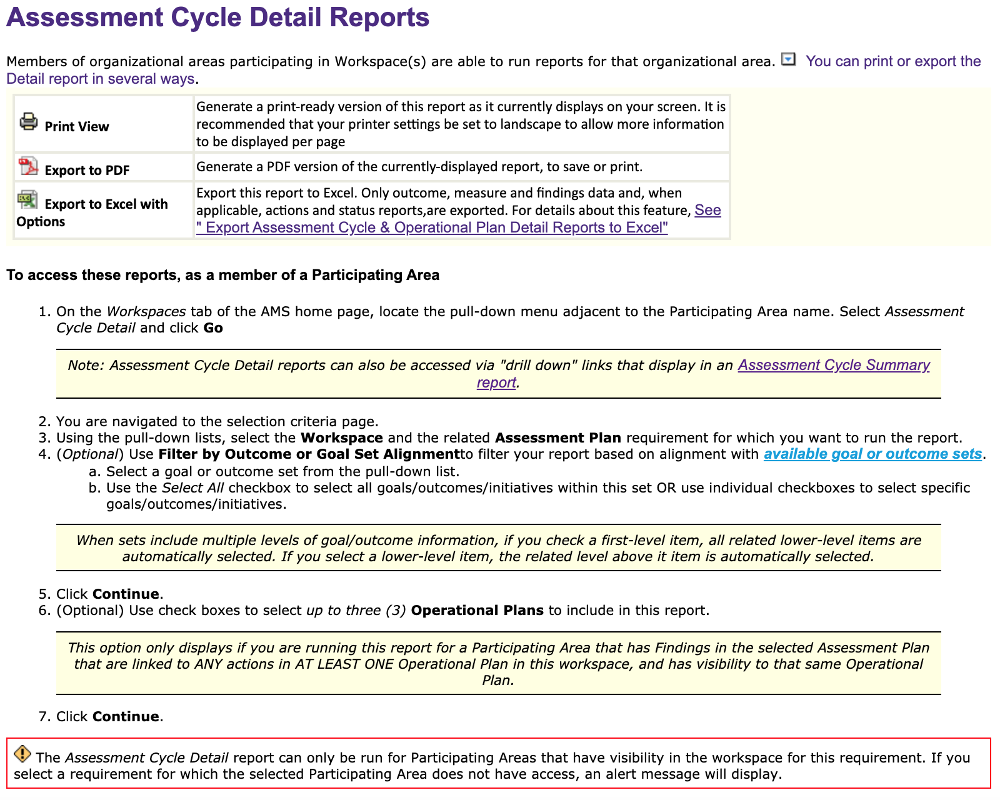 Assessment Cycle Detail Reports
Members of organizational areas participating in Workspace(s) are able to run reports for that organizational area. You can print or export the
Detail report in several ways.
Print View
Generate a print-ready version of this report as it currently displays on your screen. It is
recommended that your printer settings be set to landscape to allow more information
to be displayed per page
Export to PDF
Generate a PDF version of the currently-displayed report, to save or print.
Export to Excel with
Options
Export this report to Excel. Only outcome, measure and findings data and, when
applicable, actions and status reports,are exported. For details about this feature, See
" Export Assessment Cycle & Operational Plan Detail Reports to Excel"
To access these reports, as a member of a Participating Area
1. On the Workspaces tab of the AMS home page, locate the pull-down menu adjacent to the Participating Area name. Select Assessment
Cycle Detail and click Go
Note: Assessment Cycle Detail reports can also be accessed via "drill down" links that display in an Assessment Cycle Summary
report.
2. You are navigated to the selection criteria page.
3. Using the pull-down lists, select the Workspace and the related Assessment Plan requirement for which you want to run the report.
4. (Optional) Use Filter by Outcome or Goal Set Alignmentto filter your report based on alignment with available goal or outcome sets.
a. Select a goal or outcome set from the pull-down list.
b. Use the Select All checkbox to select all goals/outcomes/initiatives within this set OR use individual checkboxes to select specific
goals/outcomes/initiatives.
When sets include multiple levels of goal/outcome information, if you check a first-level item, all related lower-level items are
automatically selected. If you select a lower-level item, the related level above it item is automatically selected.
5. Click Continue.
6. (Optional) Use check boxes to select up to three (3) Operational Plans to include in this report.
This option only displays if you are running this report for a Participating Area that has Findings in the selected Assessment Plan
that are linked to ANY actions in AT LEAST ONE Operational Plan in this workspace, and has visibility to that same Operational
Plan.
7. Click Continue.
The Assessment Cycle Detail report can only be run for Participating Areas that have visibility in the workspace for this requirement. If you
select a requirement for which the selected Participating Area does not have access, an alert message will display.